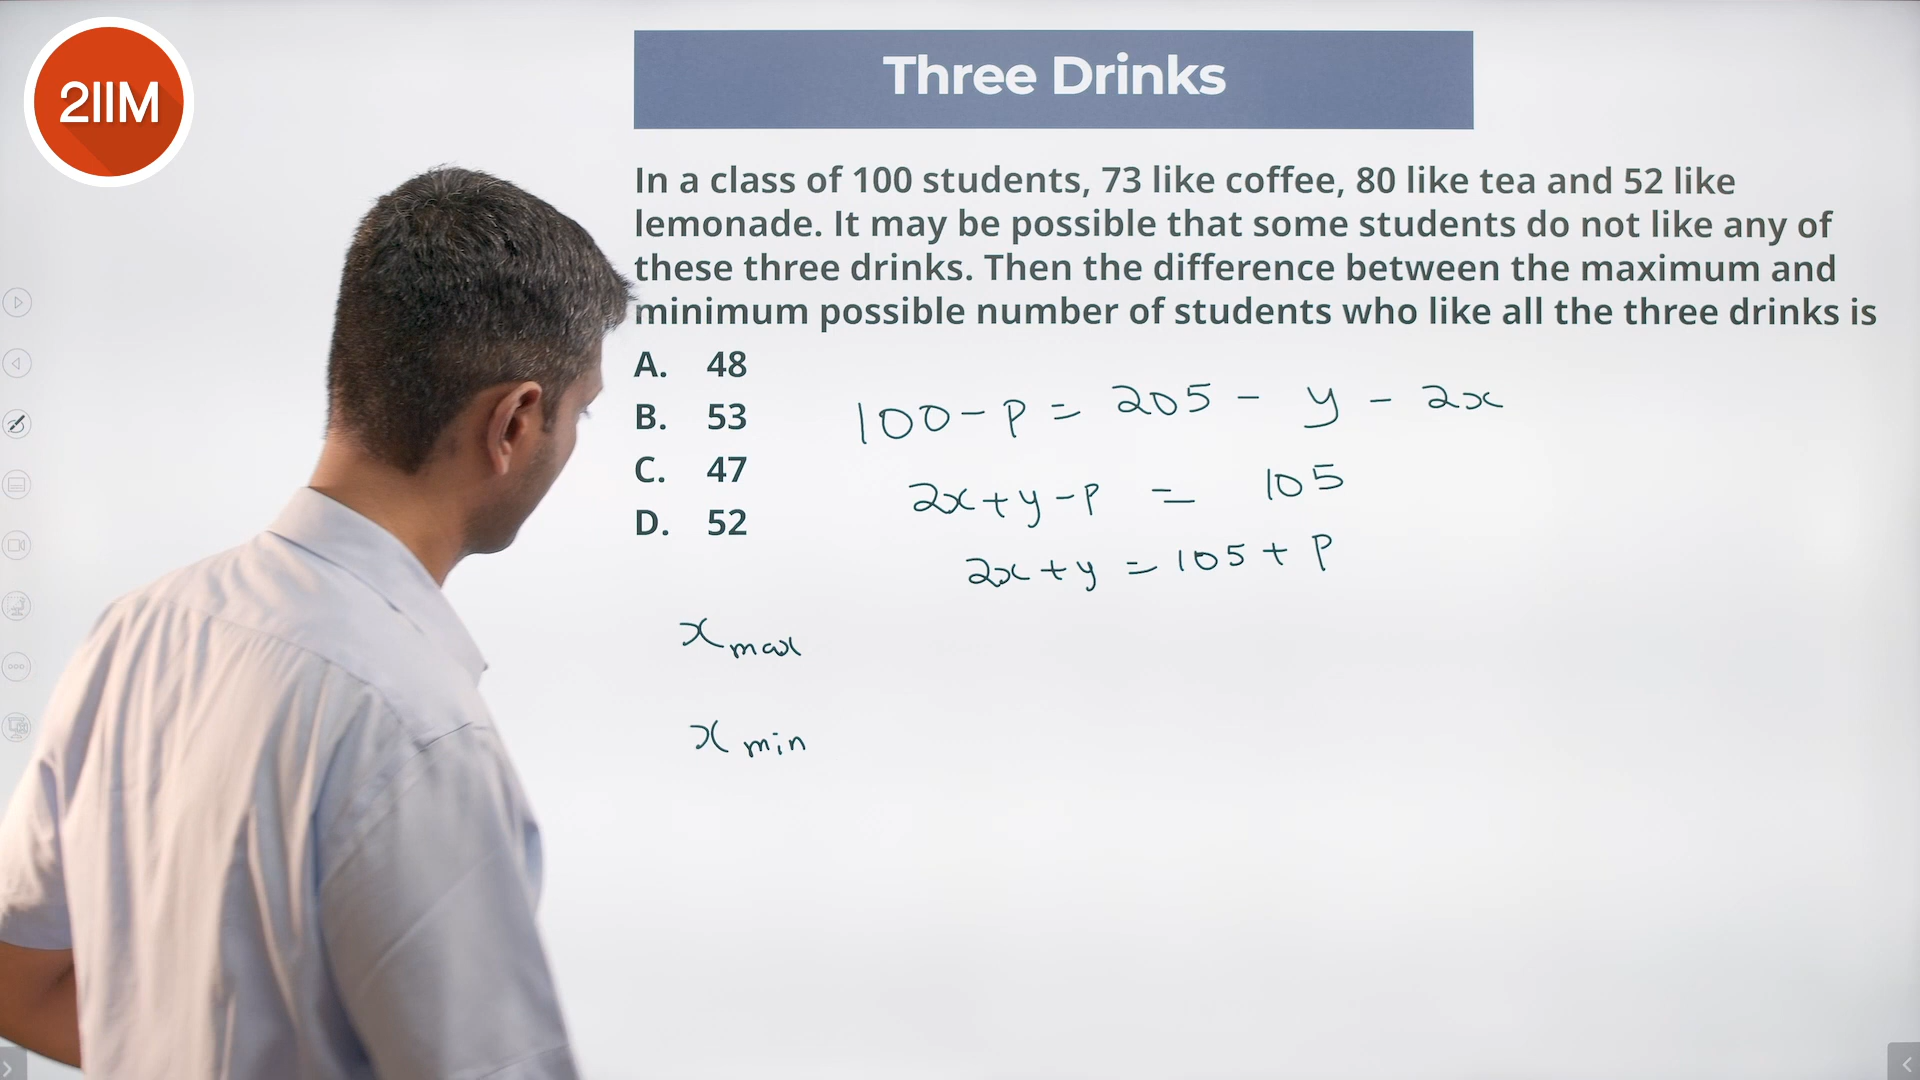 2IIM
Three Drinks
In a class of 100 students, 73 like coffee, 80 like tea and 52 like
lemonade. It may be possible that some students do not like any of
these three drinks. Then the difference between the maximum and
minimum possible number of students who like all the three drinks is
A. 48
B. 53
C. 47
D. 52
100 - p = 205 - y - 2x
2x + y - p = 105
2x + y = 105 + p
x max
x min